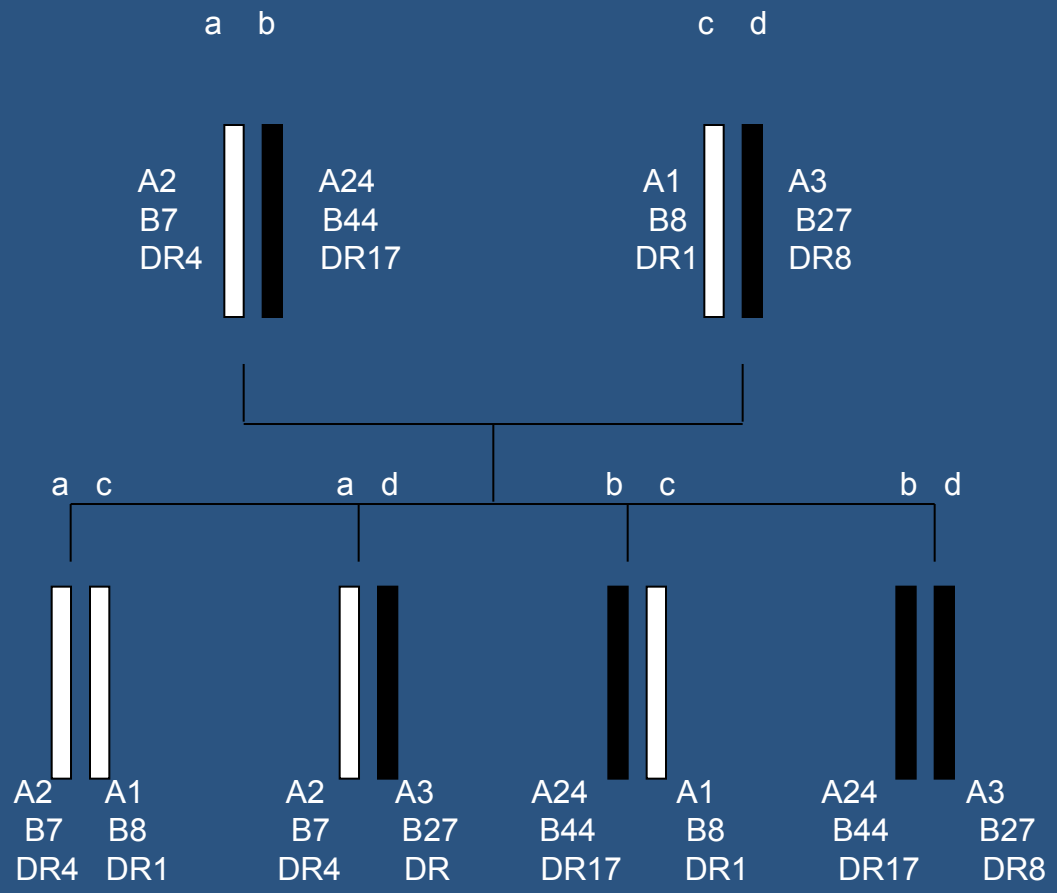 a b c d
A2 A24 A1 A3
B7 B44 B8 B27
DR4 DR17 DR1 DR8
a c a d b c b d
A2 A1 A2 A3 A24 A1 A24 A3
B7 B8 B7 B27 B44 B8 B44 B27
DR4 DR1 DR4 DR DR17 DR1 DR17 DR8